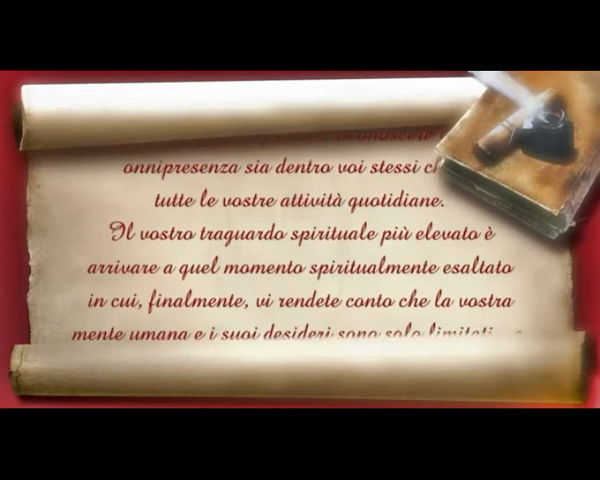 onnipresenza sia dentro voi stessi
tutte le vostre attività quotidiane.
Il vostro traguardo spirituale più elevato è
arrivare a quel momento spiritualmente esaltato
in cui, finalmente, vi rendete conto che la vostra
mente umana e i suoi desideri sono solo limitati